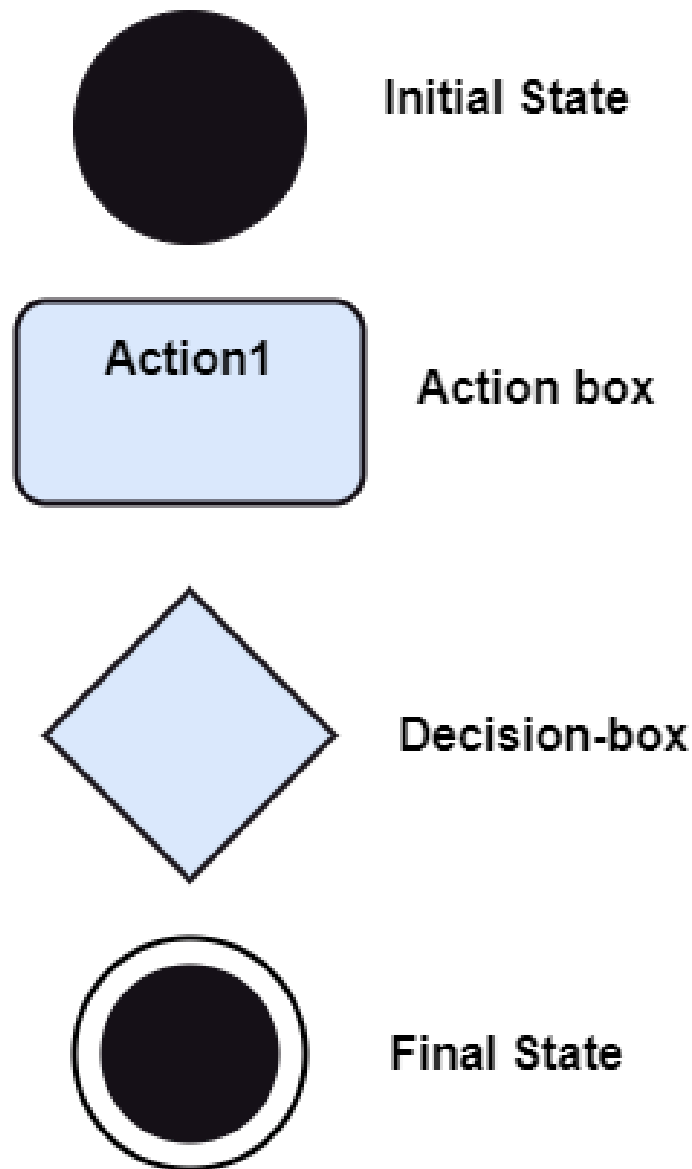 Initial State
Action1
Action box
Decision-box
Final State